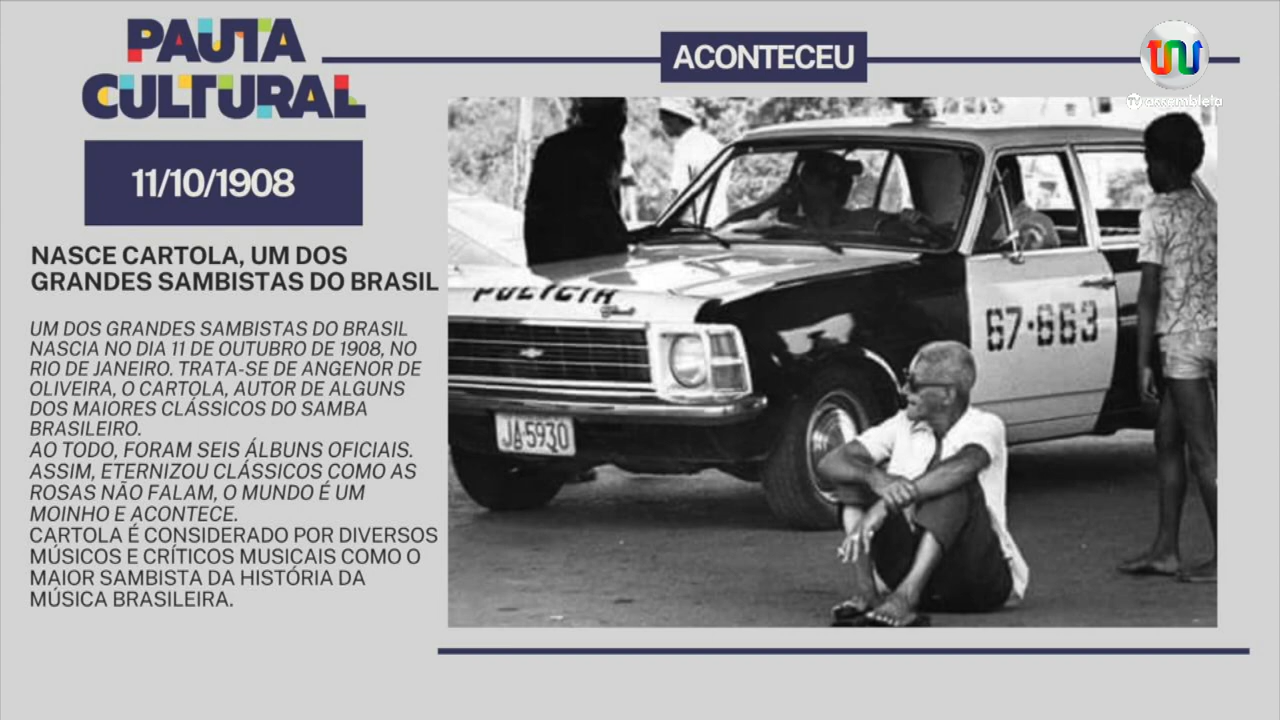 PAUTA
CULTURAL
ACONTECEU
assembleia
11/10/1908
NASCE CARTOLA, UM DOS
GRANDES SAMBISTAS DO BRASIL
UM DOS GRANDES SAMBISTAS DO BRASIL
NASCIA NO DIA 11 DE OUTUBRO DE 1908, NO
RIO DE JANEIRO. TRATA-SE DE ANGENOR DE
OLIVEIRA, O CARTOLA, AUTOR DE ALGUNS
DOS MAIORES CLÁSSICOS DO SAMBA
BRASILEIRO.
AO TODO, FORAM SEIS ÁLBUNS OFICIAIS.
ASSIM, ETERNIZOU CLÁSSICOS COMO AS
ROSAS NÃO FALAM, O MUNDO É UM
MOINHO E ACONTECE.
CARTOLA É CONSIDERADO POR DIVERSOS
MÚSICOS E CRÍTICOS MUSICAIS COMO O
MAIOR SAMBISTA DA HISTÓRIA DA
MÚSICA BRASILEIRA.
POLÍCIA
67·663
JA-5930